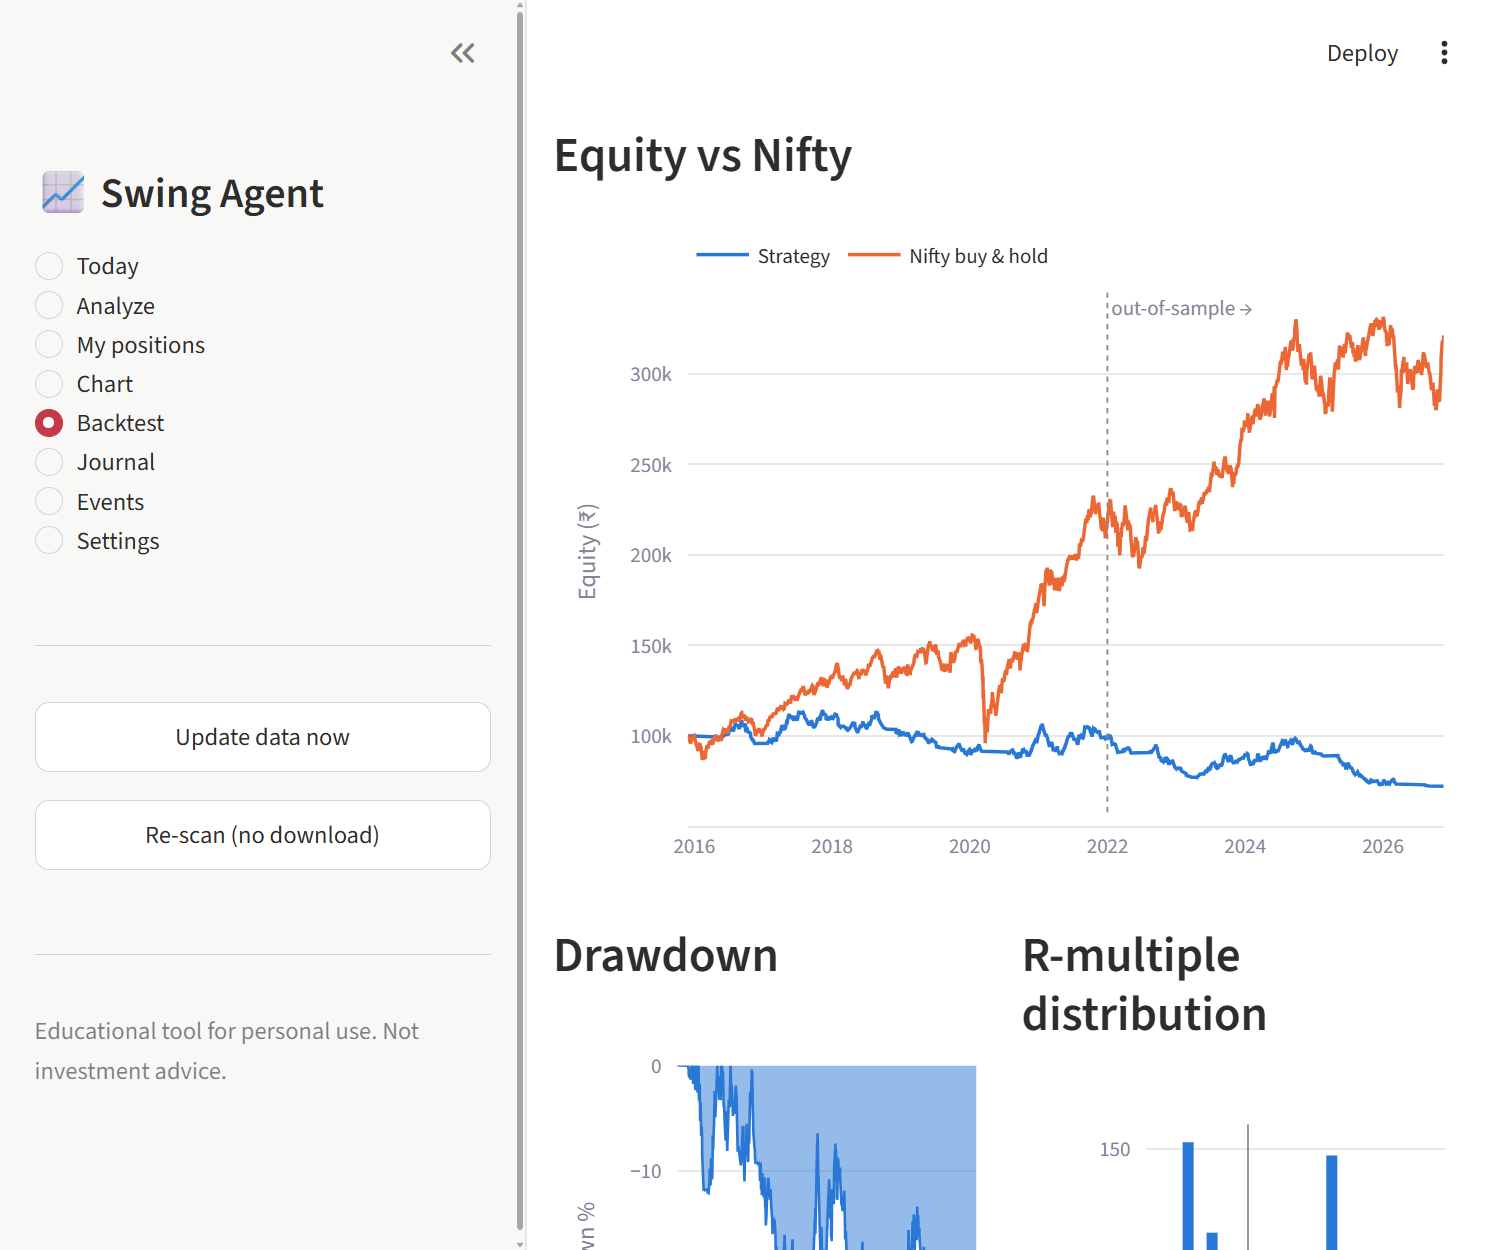 Deploy
Swing Agent
Today
Analyze
My positions
Chart
Backtest
Journal
Events
Settings
Update data now
Re-scan (no download)
Educational tool for personal use. Not
investment advice.
Equity vs Nifty
Strategy
Nifty buy & hold
out-of-sample →
Equity (₹)
300k
250k
200k
150k
100k
2016
2018
2020
2022
2024
2026
Drawdown
0
−10
wn %
R-multiple
distribution
150